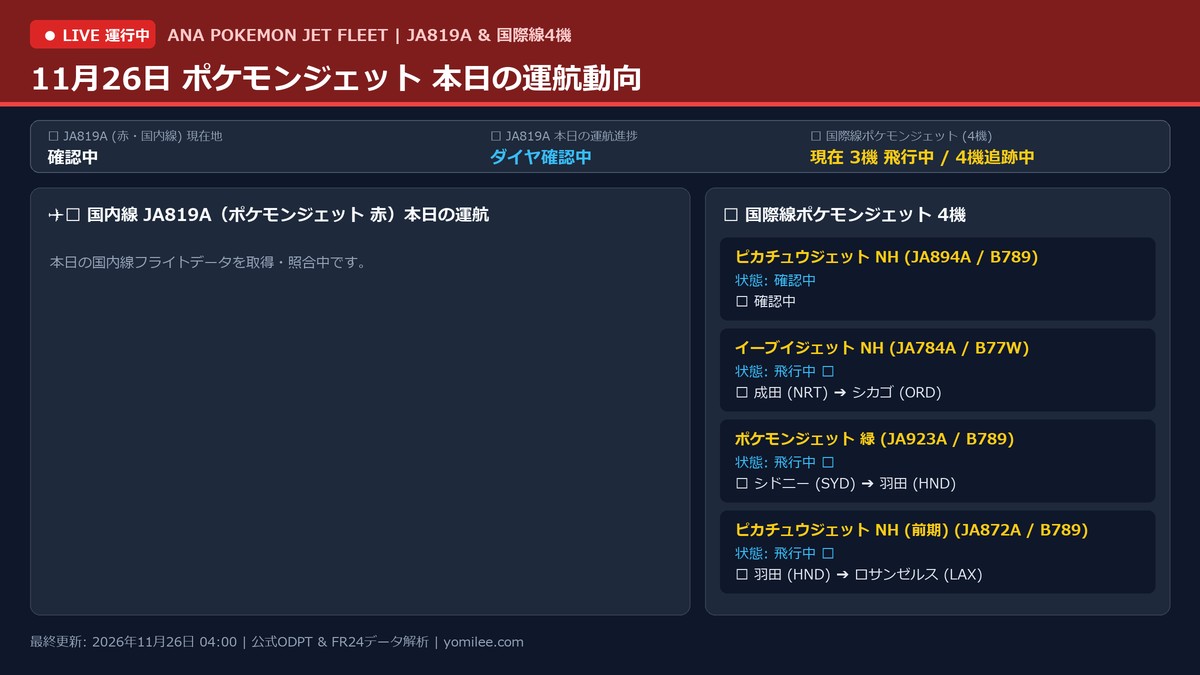 ● LIVE 運行中 ANA POKEMON JET FLEET | JA819A & 国際線4機
11月26日 ポケモンジェット 本日の運航動向
□ JA819A (赤・国内線) 現在地
確認中
□ JA819A 本日の運航進捗
ダイヤ確認中
□ 国際線ポケモンジェット (4機)
現在 3機 飛行中 / 4機追跡中
✈□ 国内線 JA819A（ポケモンジェット 赤）本日の運航
本日の国内線フライトデータを取得・照合中です。
□ 国際線ポケモンジェット 4機
ピカチュウジェット NH (JA894A / B789)
状態: 確認中
□ 確認中
イーブイジェット NH (JA784A / B77W)
状態: 飛行中 □
□ 成田 (NRT) ➔ シカゴ (ORD)
ポケモンジェット 緑 (JA923A / B789)
状態: 飛行中 □
□ シドニー (SYD) ➔ 羽田 (HND)
ピカチュウジェット NH (前期) (JA872A / B789)
状態: 飛行中 □
□ 羽田 (HND) ➔ ロサンゼルス (LAX)
最終更新: 2026年11月26日 04:00 | 公式ODPT & FR24データ解析 | yomilee.com